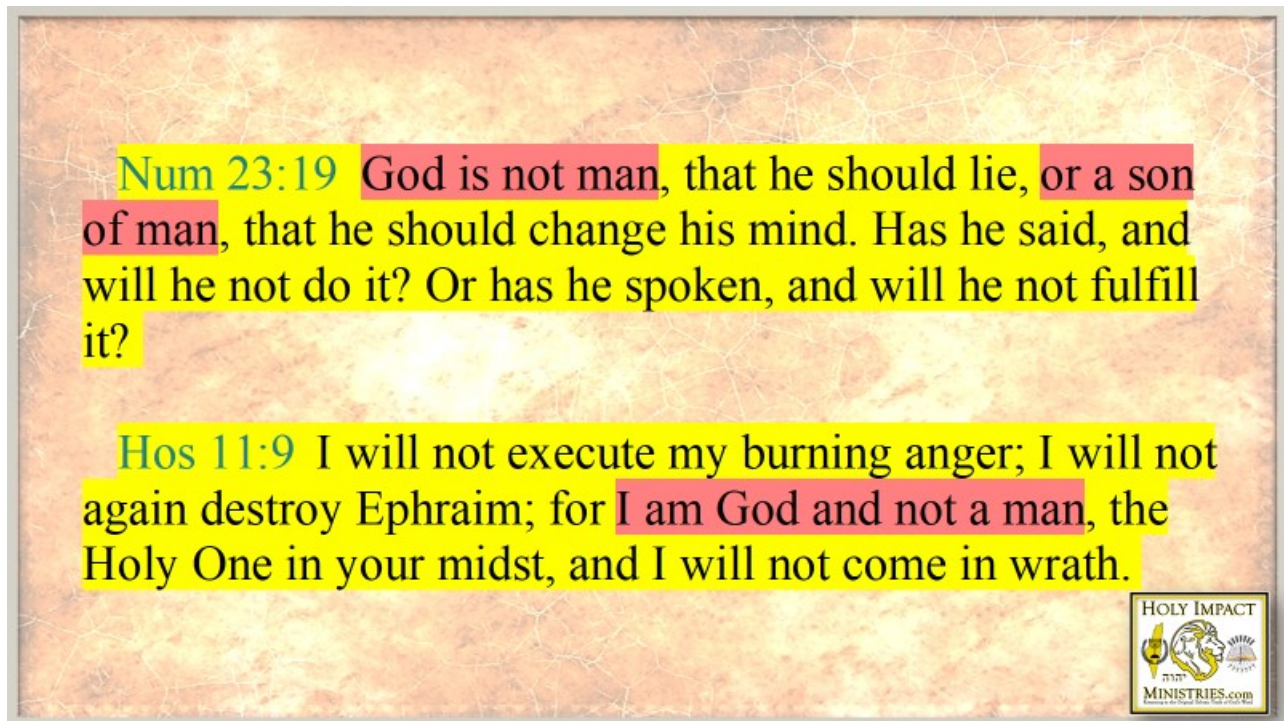 Num 23:19 God is not man, that he should lie, or a son
of man, that he should change his mind. Has he said, and
will he not do it? Or has he spoken, and will he not fulfill
it?
Hos 11:9 I will not execute my burning anger; I will not
again destroy Ephraim; for I am God and not a man, the
Holy One in your midst, and I will not come in wrath.
HOLY IMPACT
יהוה
MINISTRIES.com